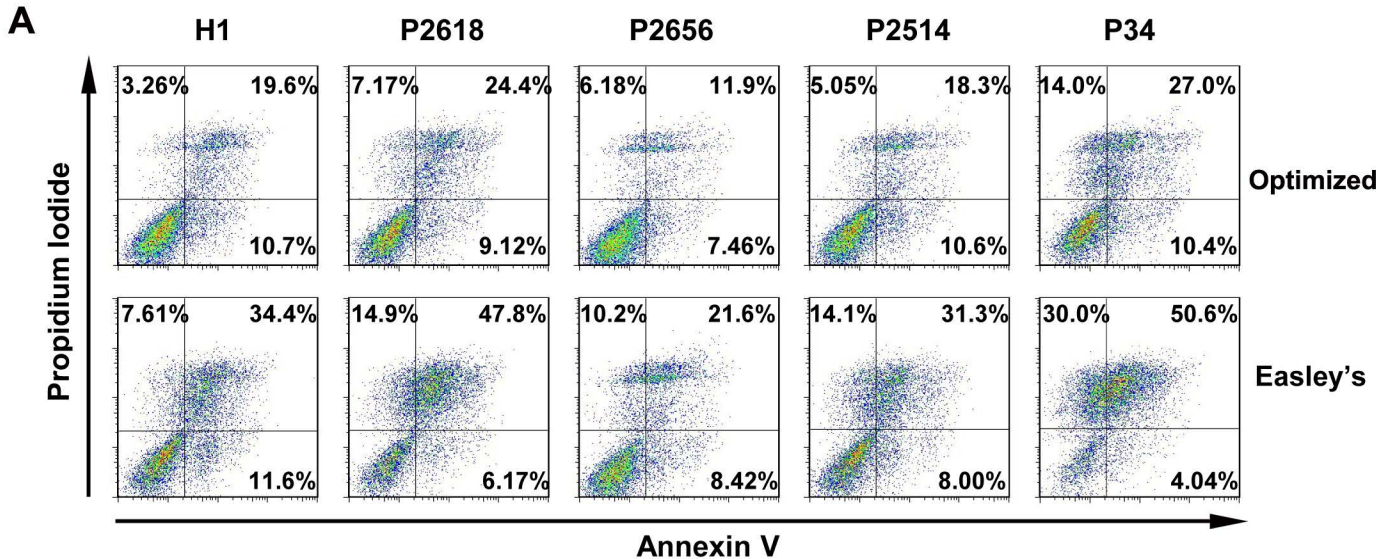 A
H1 P2618 P2656 P2514 P34
3.26% 19.6% 7.17% 24.4% 6.18% 11.9% 5.05% 18.3% 14.0% 27.0%
Propidium Iodide
Optimized
10.7% 9.12% 7.46% 10.6% 10.4%
7.61% 34.4% 14.9% 47.8% 10.2% 21.6% 14.1% 31.3% 30.0% 50.6%
Easley's
11.6% 6.17% 8.42% 8.00% 4.04%
Annexin V